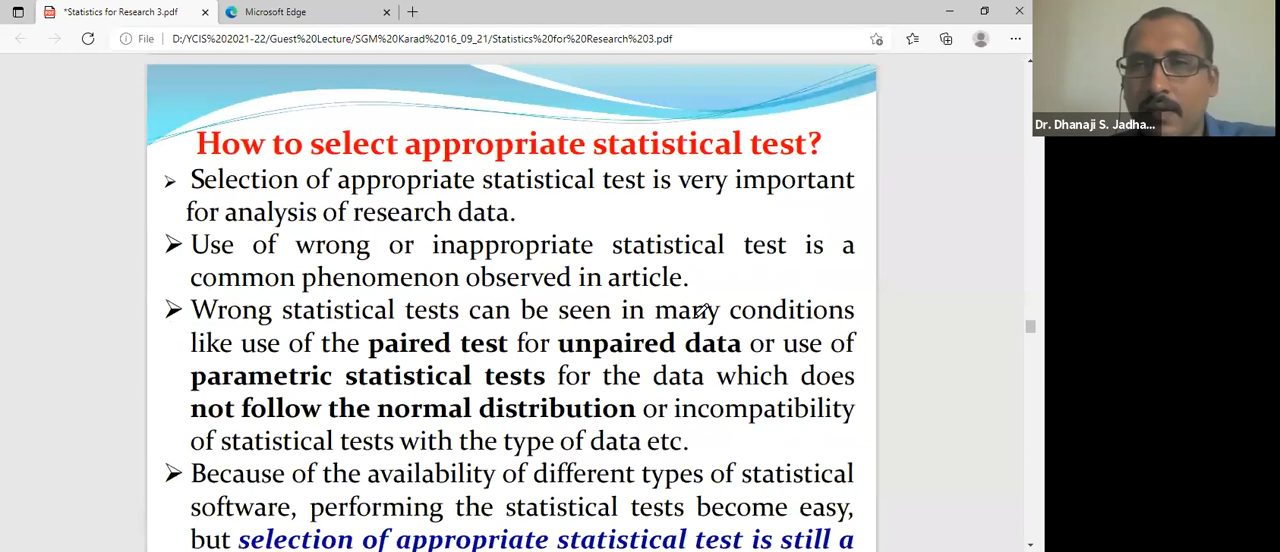 *Statistics for Research 3.pdf
Microsoft Edge
File
D:/YCIS%202021-22/Guest%20Lecture/SGM%20Karad%2016_09_21/Statistics%20for%20Research%203.pdf
Dr. Dhanaji S. Jadha...
How to select appropriate statistical test?
Selection of appropriate statistical test is very important
for analysis of research data.
Use of wrong or inappropriate statistical test is a
common phenomenon observed in article.
Wrong statistical tests can be seen in many conditions
like use of the paired test for unpaired data or use of
parametric statistical tests for the data which does
not follow the normal distribution or incompatibility
of statistical tests with the type of data etc.
Because of the availability of different types of statistical
software, performing the statistical tests become easy,
but selection of appropriate statistical test is still a